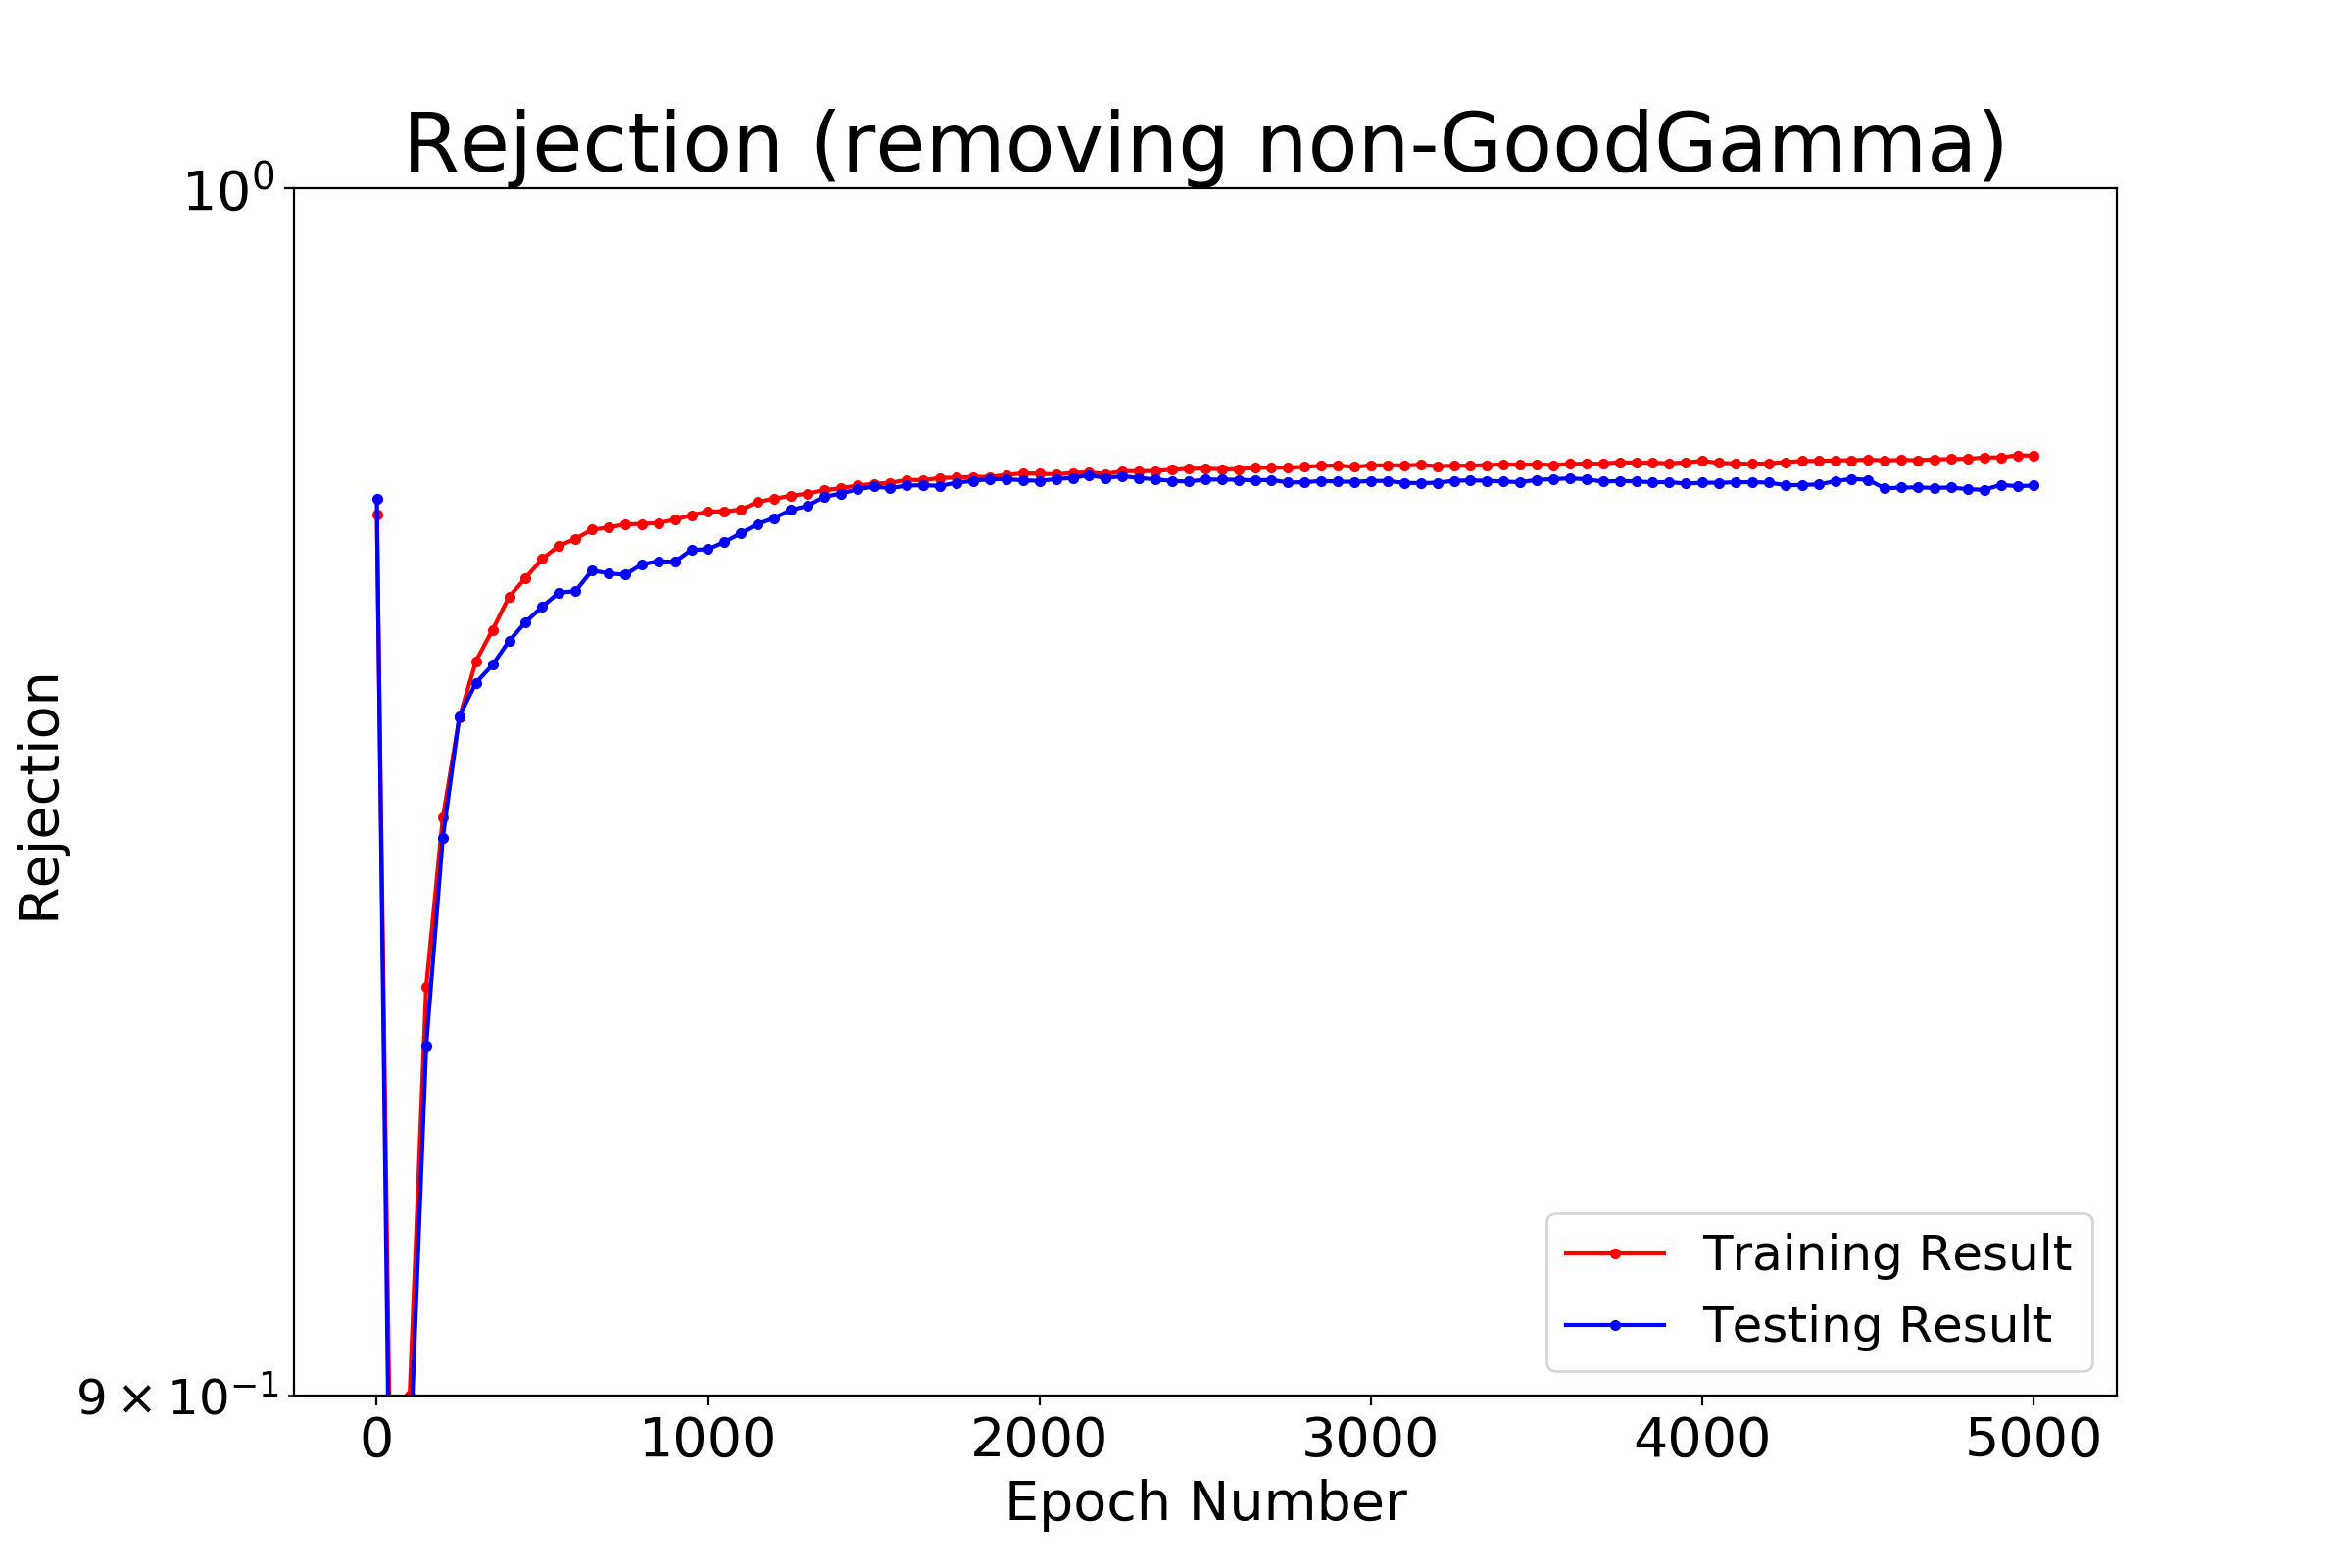 Rejection (removing non-GoodGamma)
10⁰
Rejection
9 × 10⁻¹
Training Result
Testing Result
0 1000 2000 3000 4000 5000
Epoch Number